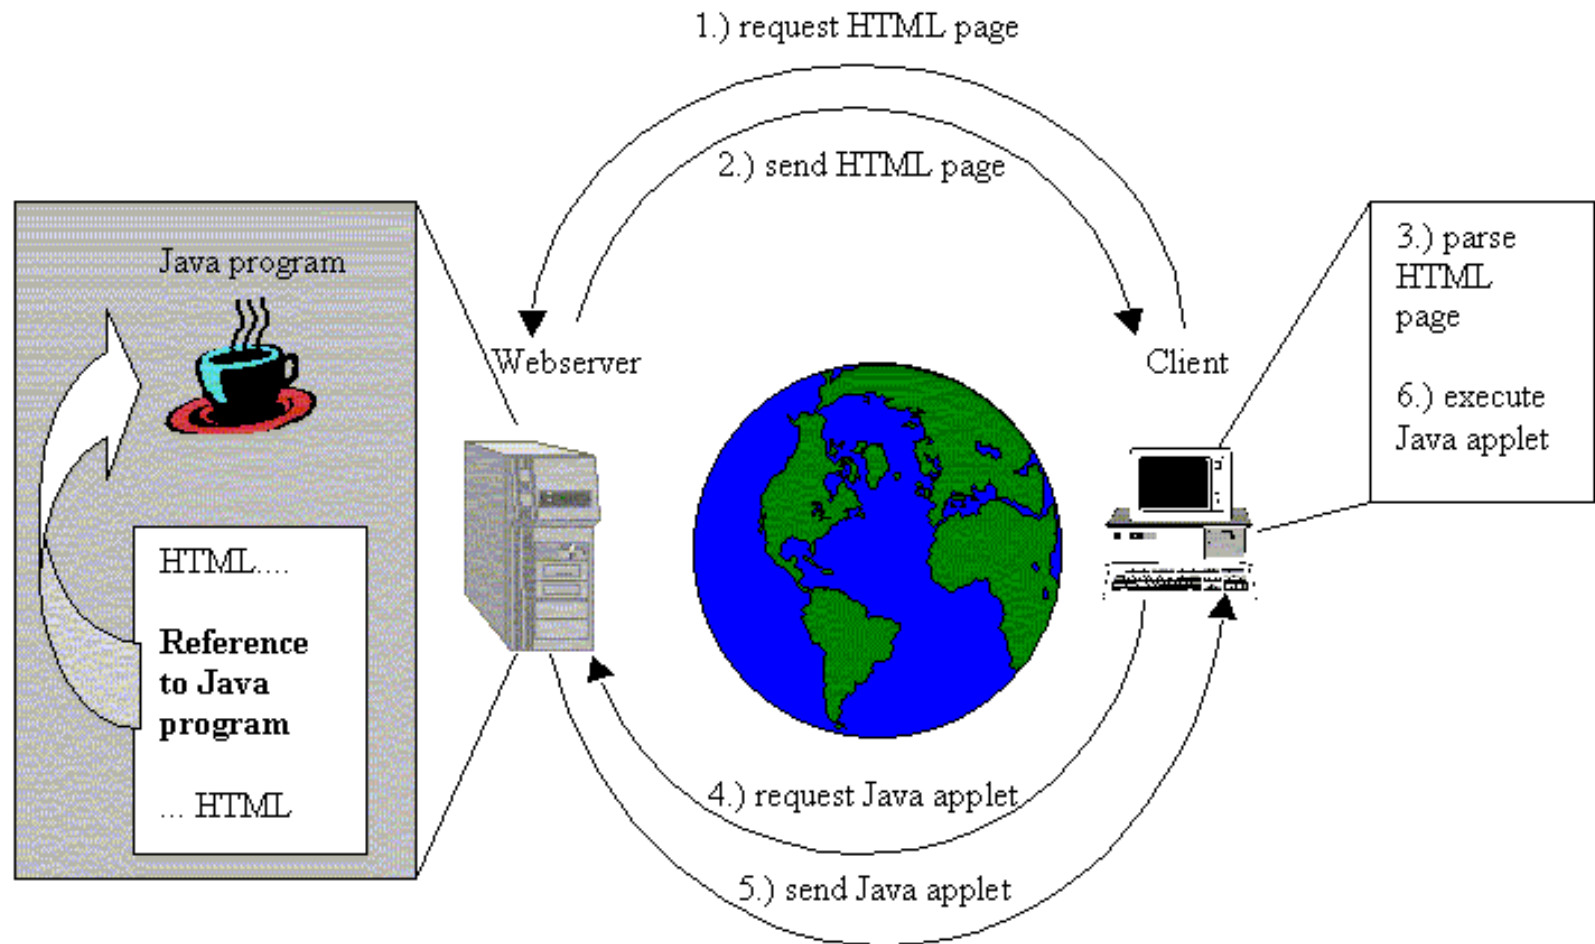 1.) request HTML page
2.) send HTML page
Java program
Webserver
Client
3.) parse
HTML
page
6.) execute
Java applet
HTML....
Reference
to Java
program
... HTML
4.) request Java applet
5.) send Java applet